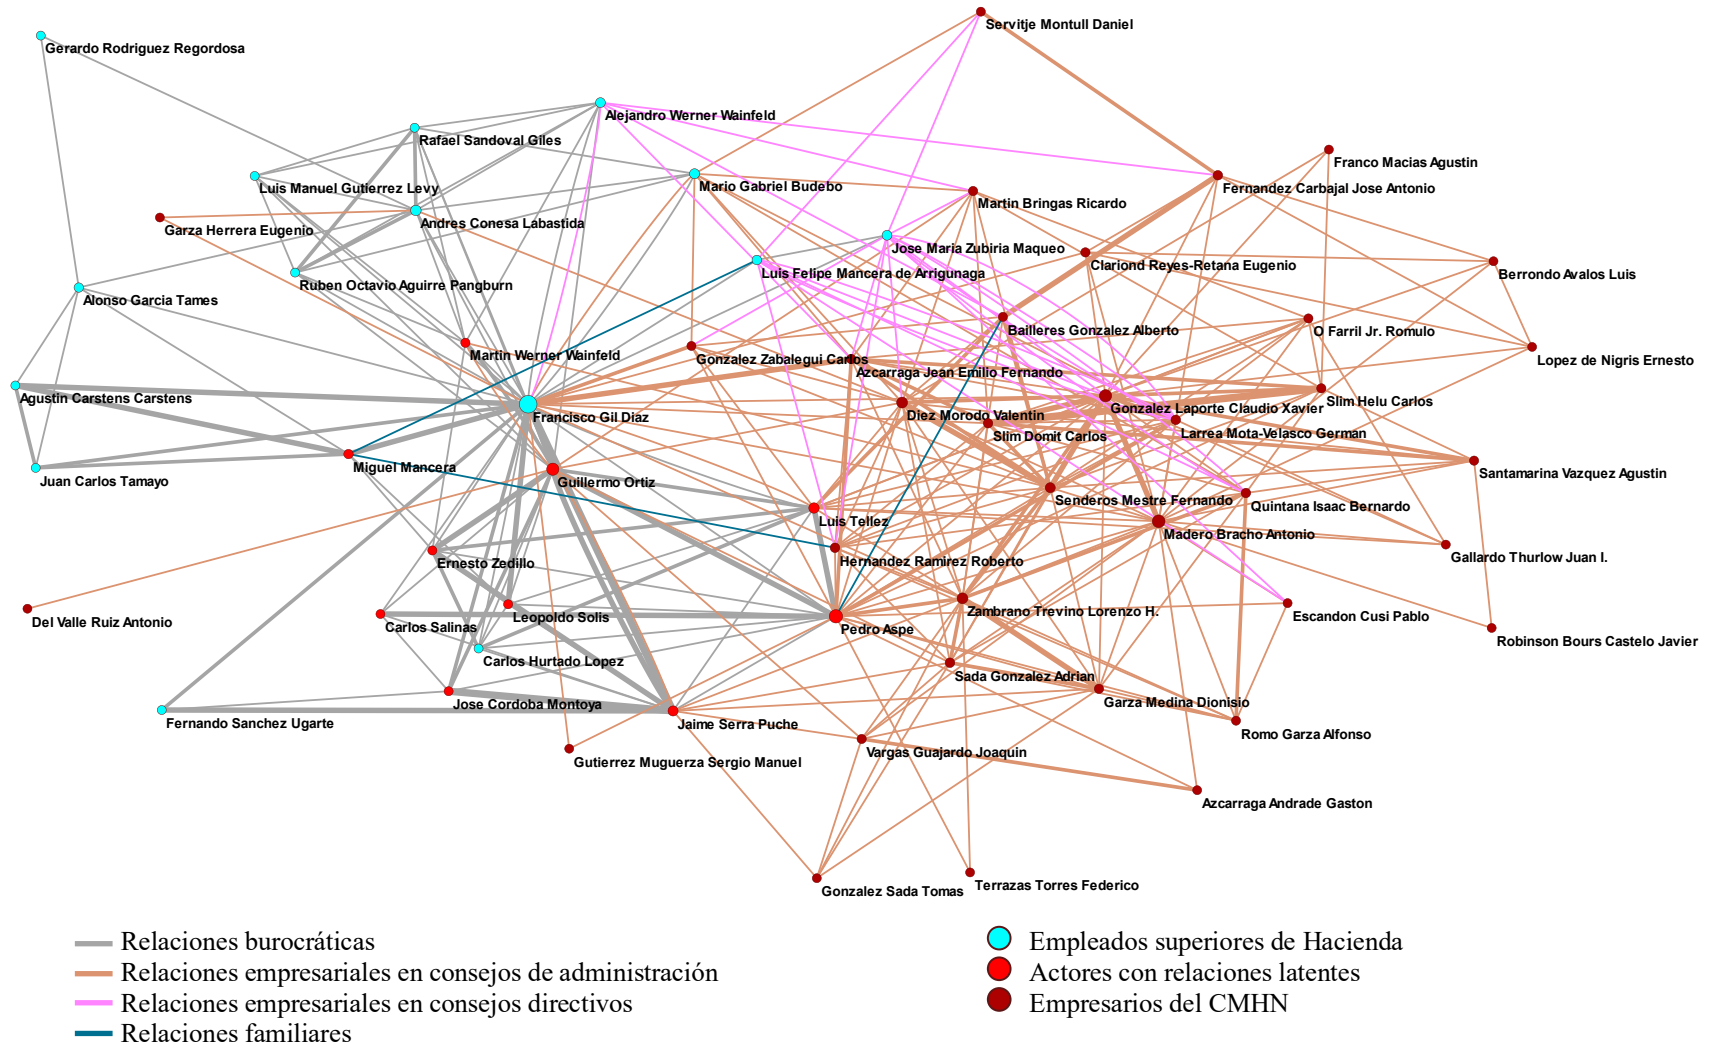 Servitje Montull Daniel
Gerardo Rodriguez Regordosa
Alejandro Werner Wainfeld
Rafael Sandoval Giles
Franco Macias Agustin
Luis Manuel Gutierrez Levy
Mario Gabriel Budebo
Fernandez Carbajal Jose Antonio
Martin Bringas Ricardo
Andres Conesa Labastida
Garza Herrera Eugenio
Jose Maria Zubiria Maqueo
Clariond Reyes-Retana Eugenio
Luis Felipe Mancera de Arrigunaga
Berrondo Avalos Luis
Ruben Octavio Aguirre Pangburn
Alonso Garcia Tames
Bailleres Gonzalez Alberto
O Farril Jr. Romulo
Martin Werner Wainfeld
Gonzalez Zabalegui Carlos
Lopez de Nigris Ernesto
Azcarraga Jean Emilio Fernando
Agustin Carstens Carstens
Slim Helu Carlos
Gonzalez Laporte Claudio Xavier
Francisco Gil Diaz
Diez Morodo Valentin
Slim Domit Carlos
Larrea Mota-Velasco German
Miguel Mancera
Santamarina Vazquez Agustin
Juan Carlos Tamayo
Guillermo Ortiz
Senderos Mestre Fernando
Quintana Isaac Bernardo
Luis Tellez
Madero Bracho Antonio
Gallardo Thurlow Juan I.
Ernesto Zedillo
Hernandez Ramirez Roberto
Zambrano Trevino Lorenzo H.
Leopoldo Solis
Escandon Cusi Pablo
Del Valle Ruiz Antonio
Carlos Salinas
Pedro Aspe
Robinson Bours Castelo Javier
Carlos Hurtado Lopez
Sada Gonzalez Adrian
Jose Cordoba Montoya
Garza Medina Dionisio
Fernando Sanchez Ugarte
Jaime Serra Puche
Romo Garza Alfonso
Vargas Guajardo Joaquin
Gutierrez Muguerza Sergio Manuel
Azcarraga Andrade Gaston
Gonzalez Sada Tomas
Terrazas Torres Federico
Relaciones burocráticas
Relaciones empresariales en consejos de administración
Relaciones empresariales en consejos directivos
Relaciones familiares
Empleados superiores de Hacienda
Actores con relaciones latentes
Empresarios del CMHN